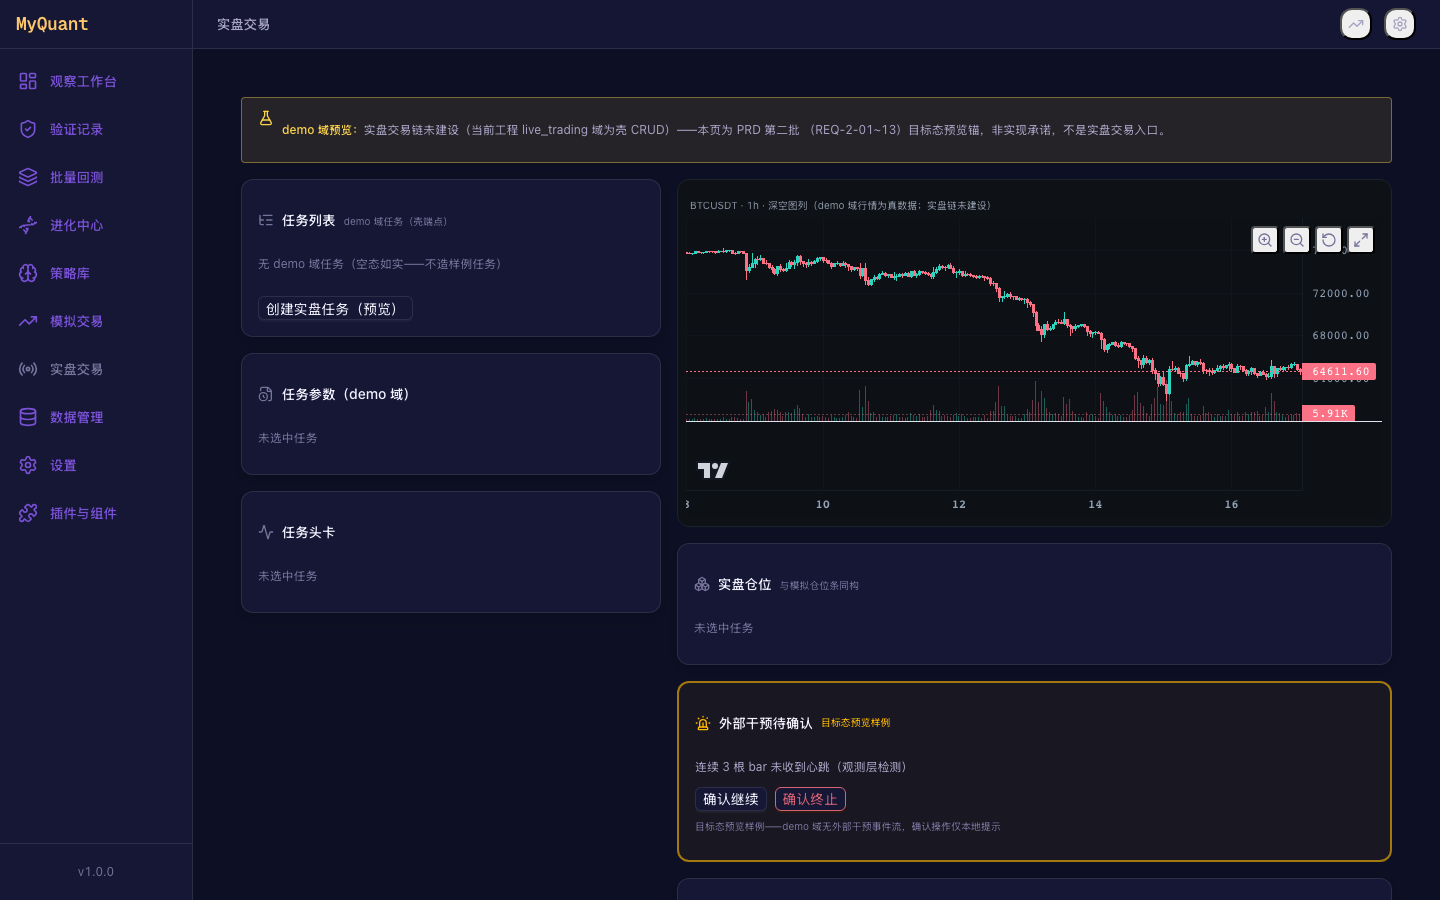 MyQuant
实盘交易
观察工作台
验证记录
批量回测
进化中心
策略库
模拟交易
实盘交易
数据管理
设置
插件与组件
v1.0.0
demo 域预览：实盘交易链未建设（当前工程 live_trading 域为壳 CRUD）——本页为 PRD 第二批 （REQ-2-01~13）目标态预览锚，非实现承诺，不是实盘交易入口。
任务列表 demo 域任务（壳端点）
无 demo 域任务（空态如实——不造样例任务）
创建实盘任务（预览）
任务参数（demo 域）
未选中任务
任务头卡
未选中任务
BTCUSDT · 1h · 深空图列（demo 域行情为真数据；实盘链未建设）
72000.00
68000.00
64611.60
5.91K
10
12
14
16
实盘仓位 与模拟仓位条同构
未选中任务
外部干预待确认 目标态预览样例
连续 3 根 bar 未收到心跳（观测层检测）
确认继续
确认终止
目标态预览样例——demo 域无外部干预事件流，确认操作仅本地提示